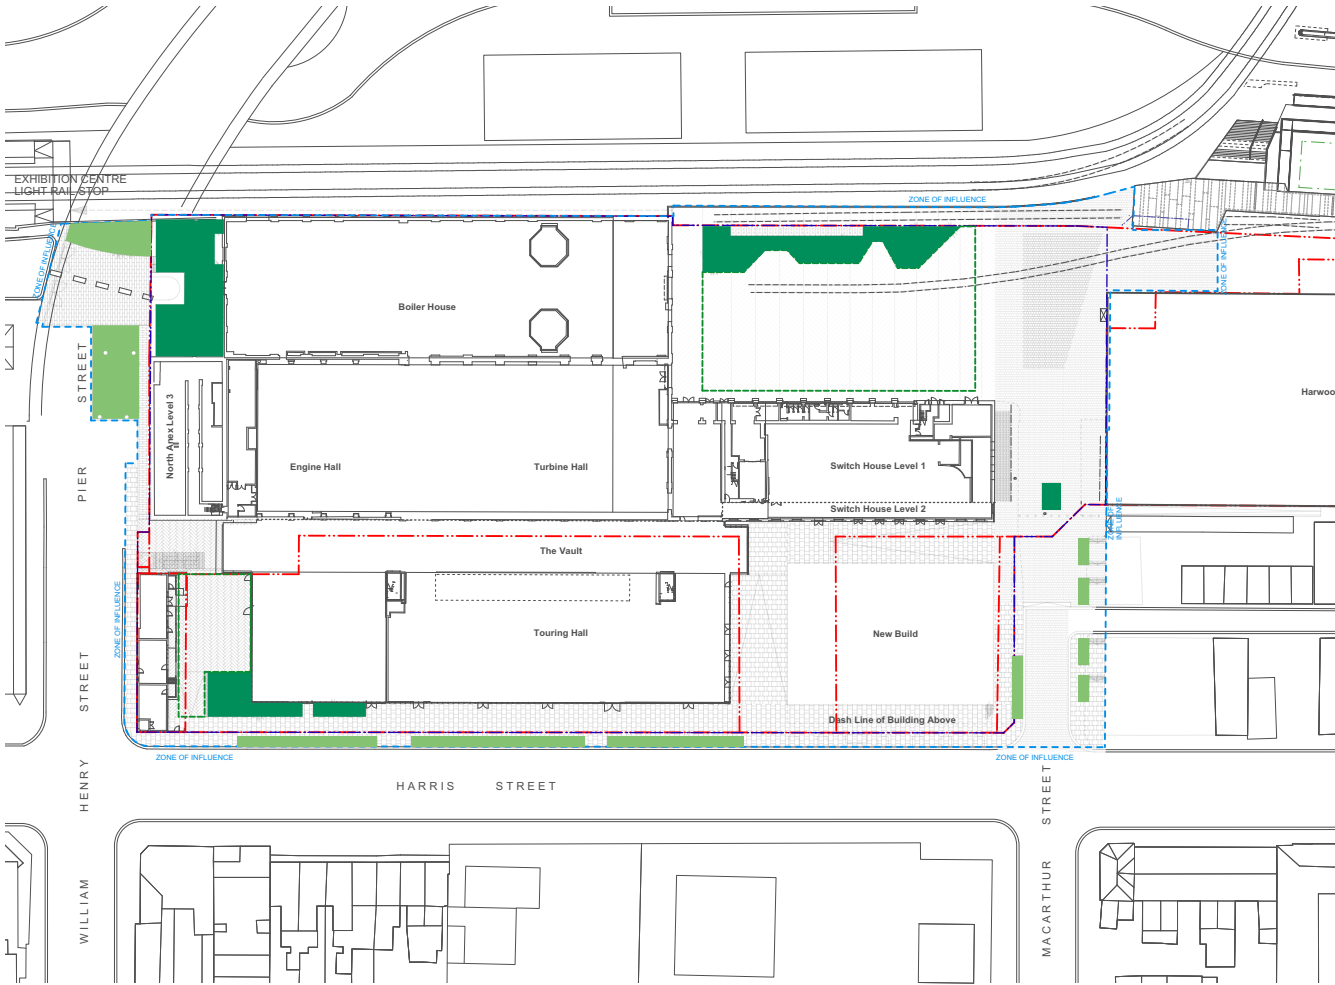 EXHIBITION CENTRE
LIGHT RAIL STOP
ZONE OF INFLUENCE
ZONE OF INFLUENCE
ZONE OF INFLUENCE
Boiler House
PIER STREET
North Anex Level 3
Engine Hall
Turbine Hall
Switch House Level 1
Switch House Level 2
Harwoo
ZONE OF
INFLUENCE
The Vault
ZONE OF INFLUENCE
Touring Hall
New Build
Dash Line of Building Above
ZONE OF INFLUENCE
ZONE OF INFLUENCE
HARRIS STREET
WILLIAM HENRY STREET
MACARTHUR STREET